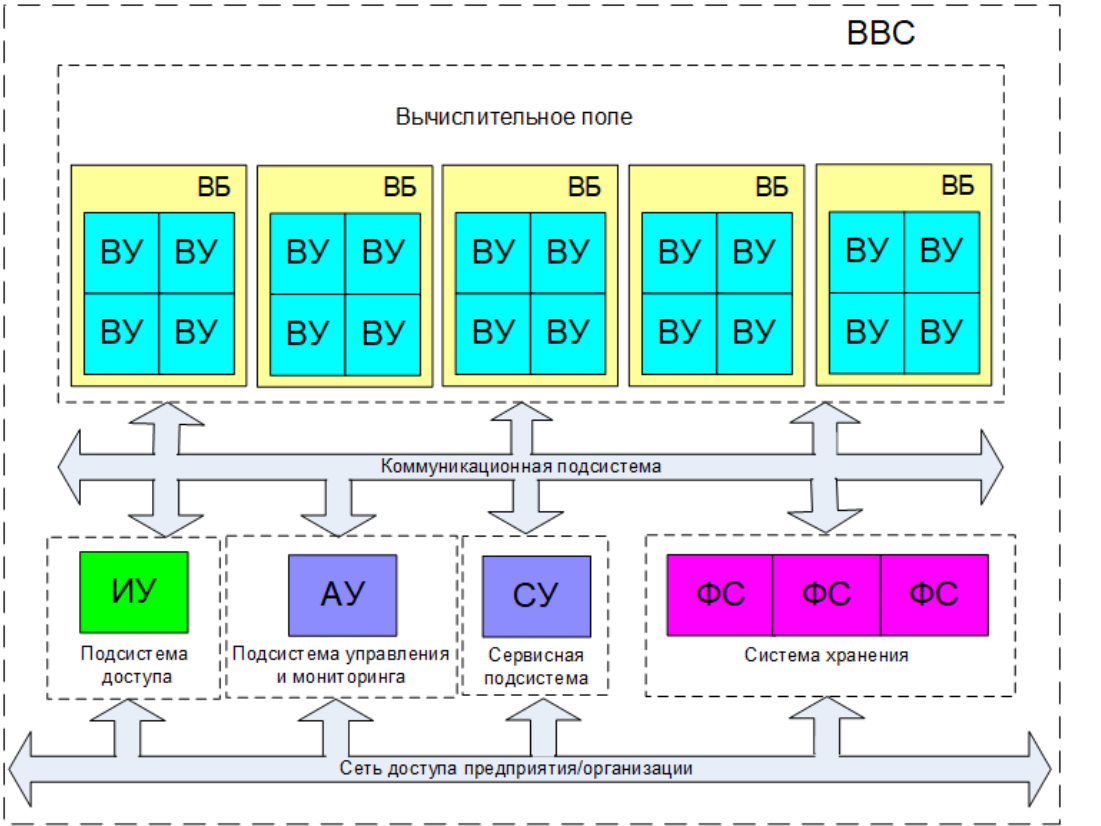 ВВС
Вычислительное поле
ВБ ВБ ВБ ВБ ВБ
ВУ ВУ ВУ ВУ ВУ ВУ ВУ ВУ ВУ ВУ
ВУ ВУ ВУ ВУ ВУ ВУ ВУ ВУ ВУ ВУ
Коммуникационная подсистема
ИУ
Подсистема
доступа
АУ
Подсистема управления
и мониторинга
СУ
Сервисная
подсистема
ФС ФС ФС
Система хранения
Сеть доступа предприятия/организации